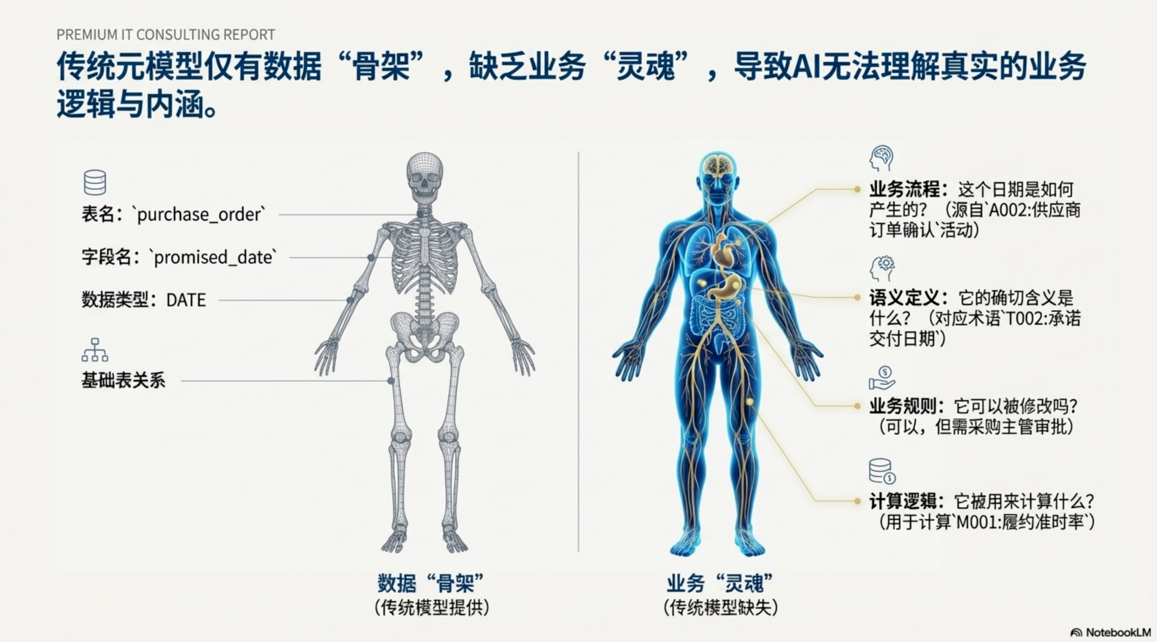 PREMIUM IT CONSULTING REPORT
传统元模型仅有数据“骨架”，缺乏业务“灵魂”，导致AI无法理解真实的业务
逻辑与内涵。
表名：`purchase_order`
字段名：`promised_date`
数据类型：DATE
基础表关系
数据“骨架”
（传统模型提供）
业务流程：这个日期是如何
产生的？（源自`A002:供应商
订单确认`活动）
语义定义：它的确切含义是
什么？（对应术语`T002:承诺
交付日期`）
业务规则：它可以被修改吗？
（可以，但需采购主管审批）
计算逻辑：它被用来计算什么？
（用于计算`M001:履约准时率`）
业务“灵魂”
（传统模型缺失）
NotebookLM